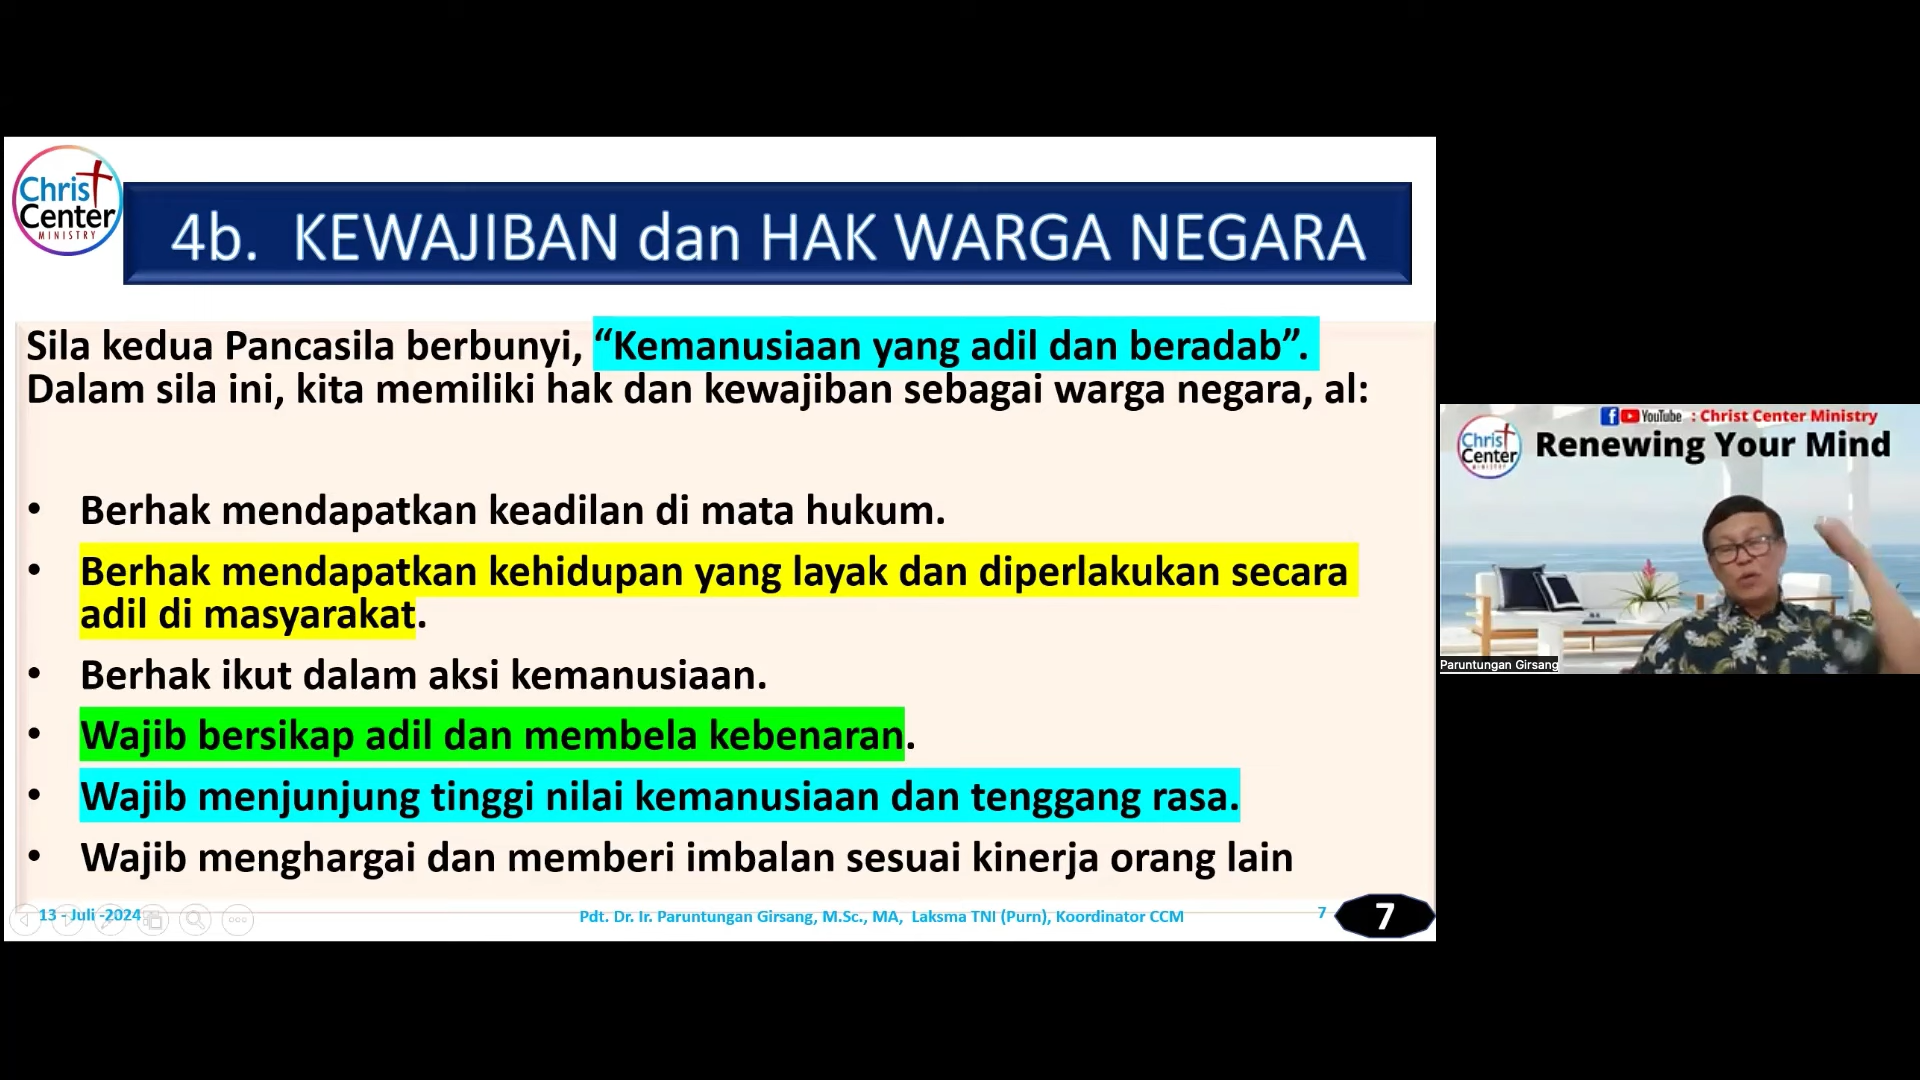 Chris
Center
MINISTRY
4b. KEWAJIBAN dan HAK WARGA NEGARA
Sila kedua Pancasila berbunyi, “Kemanusiaan yang adil dan beradab”.
Dalam sila ini, kita memiliki hak dan kewajiban sebagai warga negara, al:
• Berhak mendapatkan keadilan di mata hukum.
• Berhak mendapatkan kehidupan yang layak dan diperlakukan secara
adil di masyarakat.
• Berhak ikut dalam aksi kemanusiaan.
• Wajib bersikap adil dan membela kebenaran.
• Wajib menjunjung tinggi nilai kemanusiaan dan tenggang rasa.
• Wajib menghargai dan memberi imbalan sesuai kinerja orang lain
13 - Juli -2024
Pdt. Dr. Ir. Paruntungan Girsang, M.Sc., MA, Laksma TNI (Purn), Koordinator CCM
7
7
YouTube : Christ Center Ministry
Chris
Center
MINISTRY
Renewing Your Mind
Paruntungan Girsang